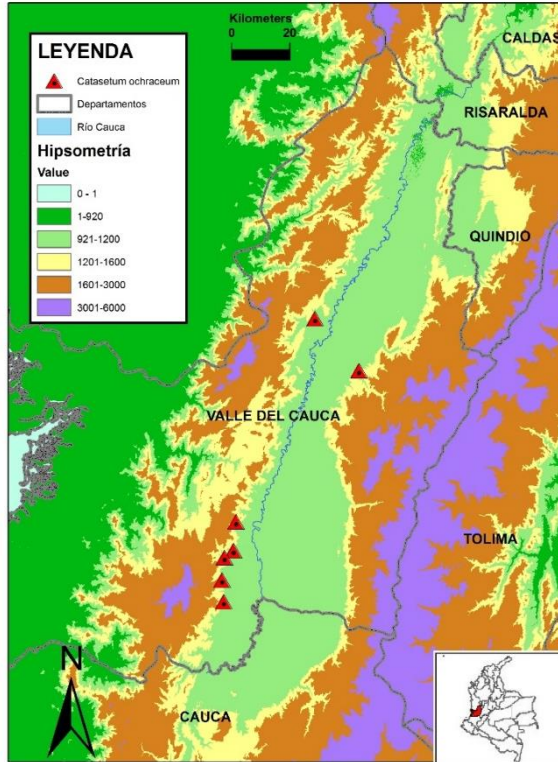 LEYENDA
Catasetum ochraceum
Departamentos
Río Cauca
Hipsometría
Value
0 - 1
1-920
921-1200
1201-1600
1601-3000
3001-6000
Kilometers
0 20
CALDAS
RISARALDA
QUINDIO
VALLE DEL CAUCA
TOLIMA
N
CAUCA